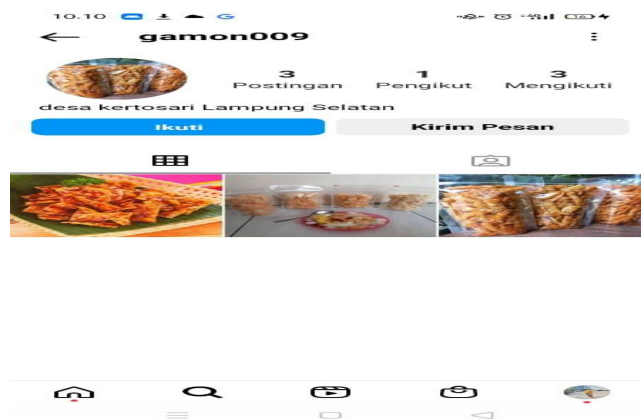 10.10
gamon009
3 1 3
Postingan Pengikut Mengikuti
desa kertosari Lampung Selatan
Ikuti Kirim Pesan